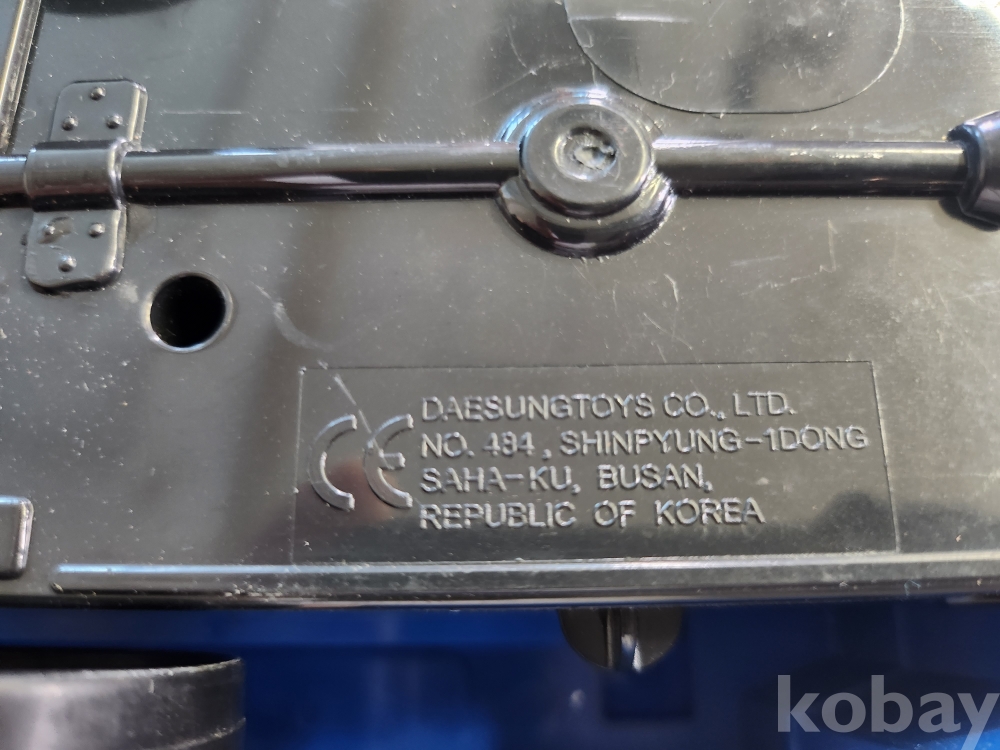 CE
DAESUNGTOYS CO., LTD.
NO. 484, SHINPYUNG-1DONG
SAHA-KU, BUSAN,
REPUBLIC OF KOREA
kobay